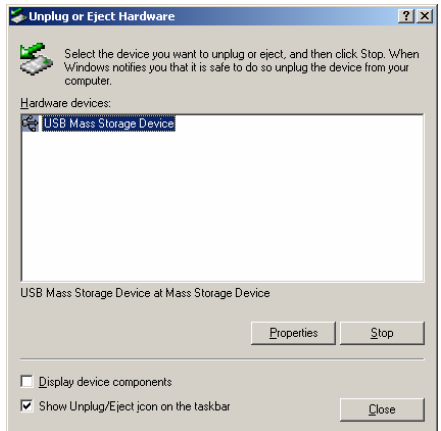 Unplug or Eject Hardware
Select the device you want to unplug or eject, and then click Stop. When
Windows notifies you that it is safe to do so unplug the device from your
computer.
Hardware devices:
USB Mass Storage Device
USB Mass Storage Device at Mass Storage Device
Properties Stop
Display device components
Show Unplug/Eject icon on the taskbar
Close